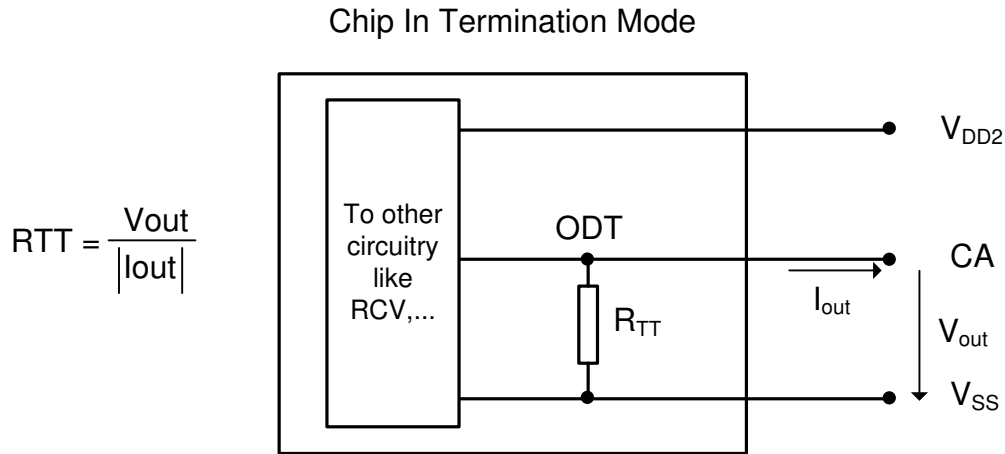 Chip In Termination Mode
V_DD2
To other
circuitry
like
RCV,...
ODT
RTT = Vout / |Iout|
CA
I_out
R_TT
V_out
V_SS